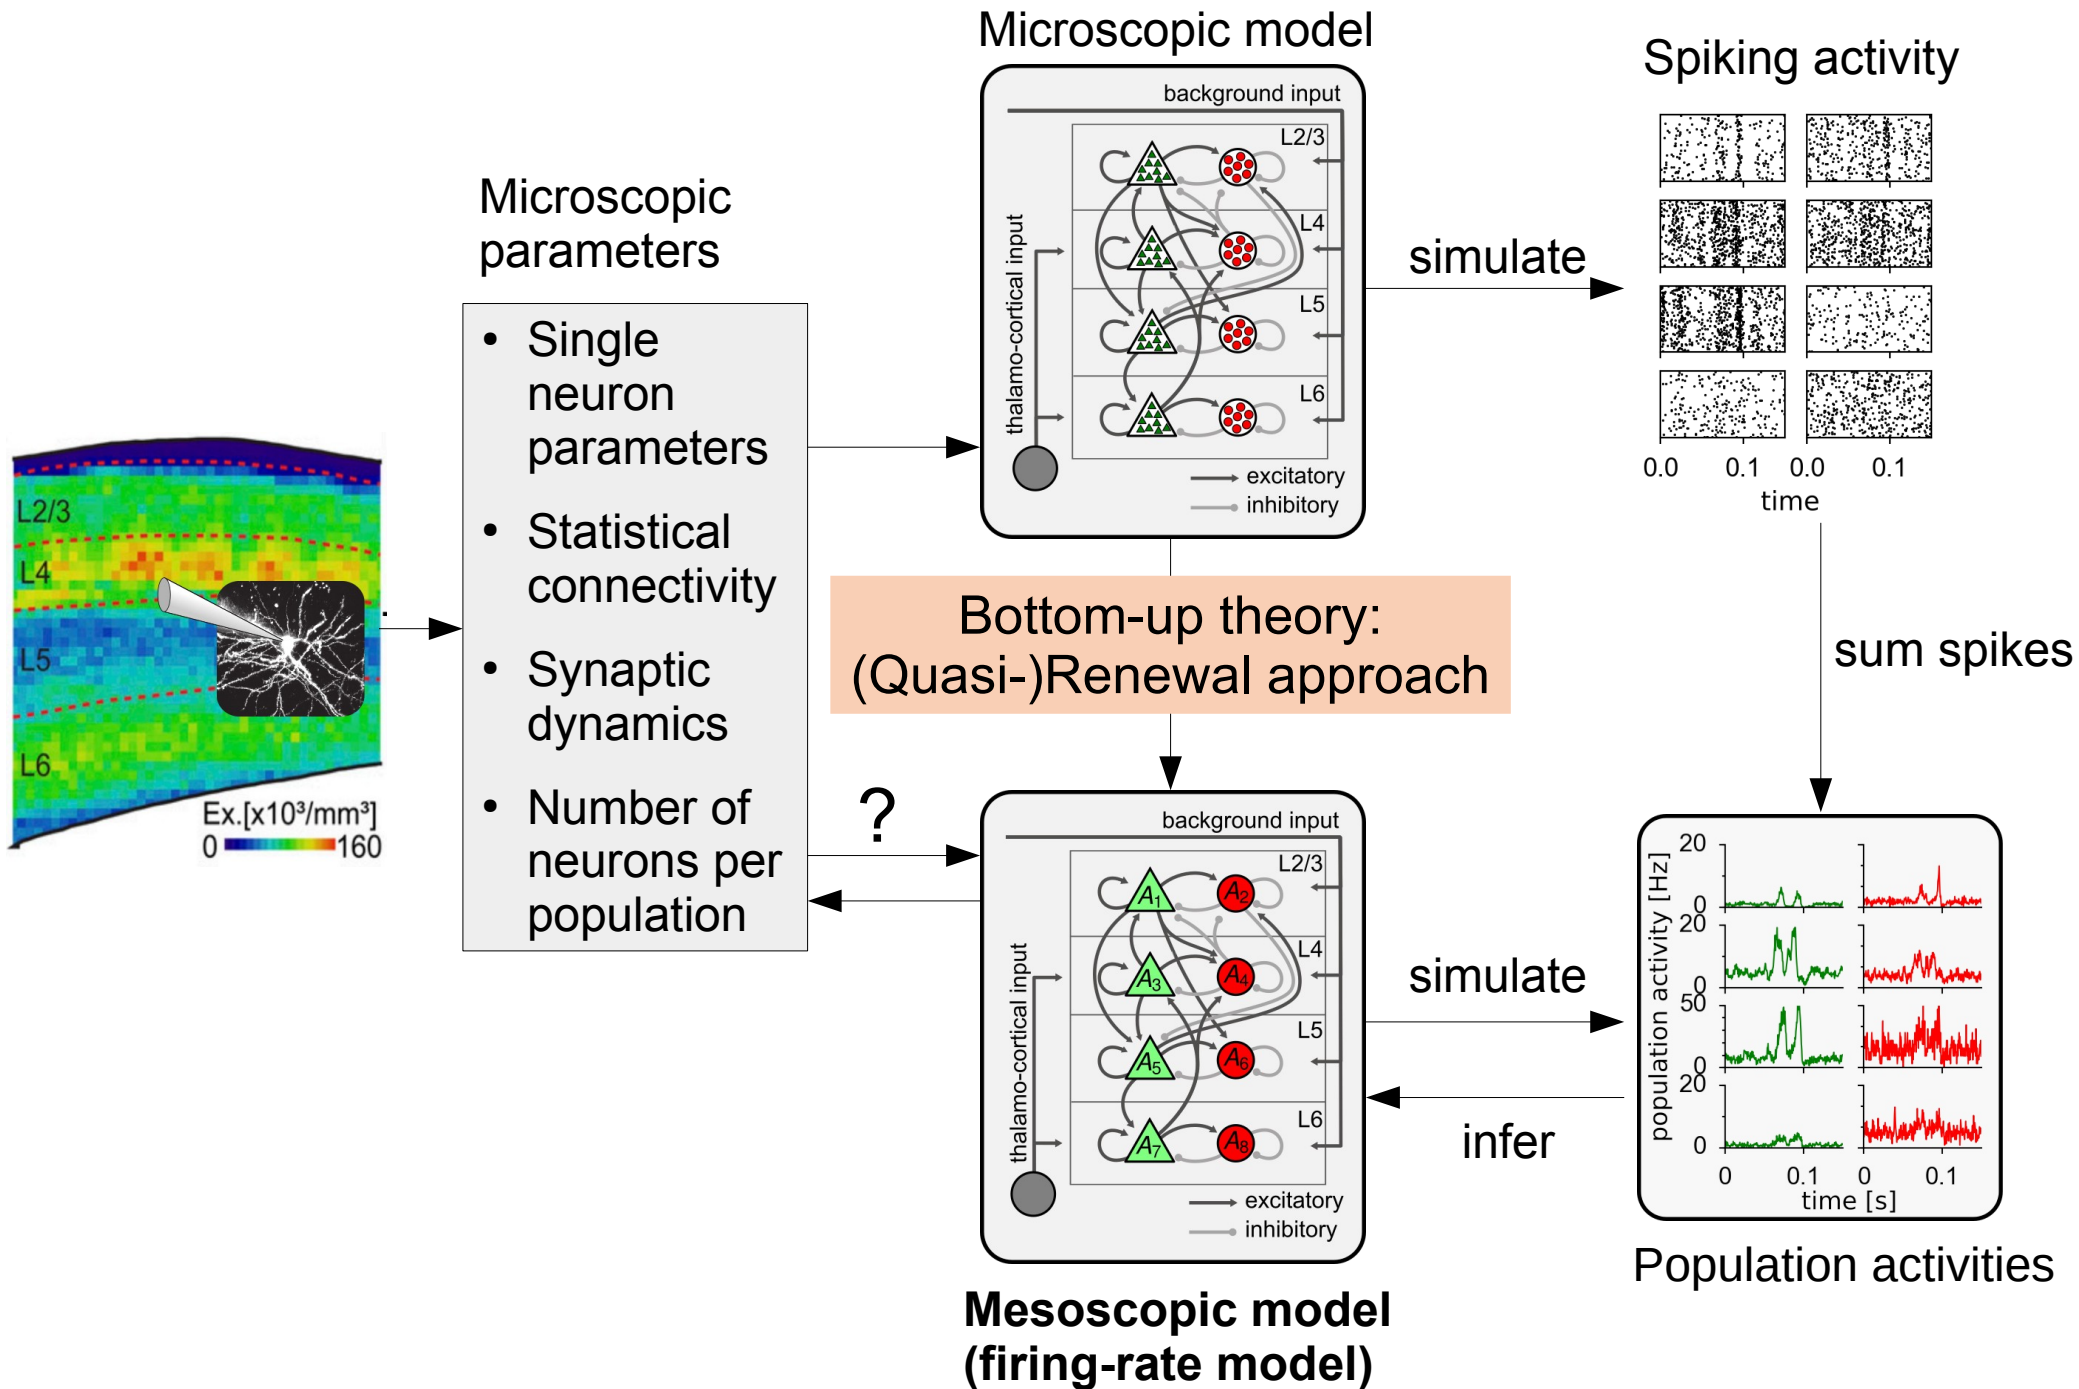 Microscopic model
Spiking activity
background input
L2/3
L4
L5
L6
thalamo-cortical input
excitatory
inhibitory
simulate
0.0 0.1 0.0 0.1
time
Microscopic
parameters
• Single
neuron
parameters
• Statistical
connectivity
• Synaptic
dynamics
• Number of
neurons per
population
L2/3
L4
L5
L6
Ex.[x10³/mm³]
0 160
Bottom-up theory:
(Quasi-)Renewal approach
sum spikes
?
background input
L2/3
A1 A2
L4
A3 A4
L5
A5 A6
L6
A7 A8
thalamo-cortical input
excitatory
inhibitory
simulate
infer
population activity [Hz]
20
0
20
0
50
0
20
0
0 0.1 0 0.1
time [s]
Population activities
Mesoscopic model
(firing-rate model)